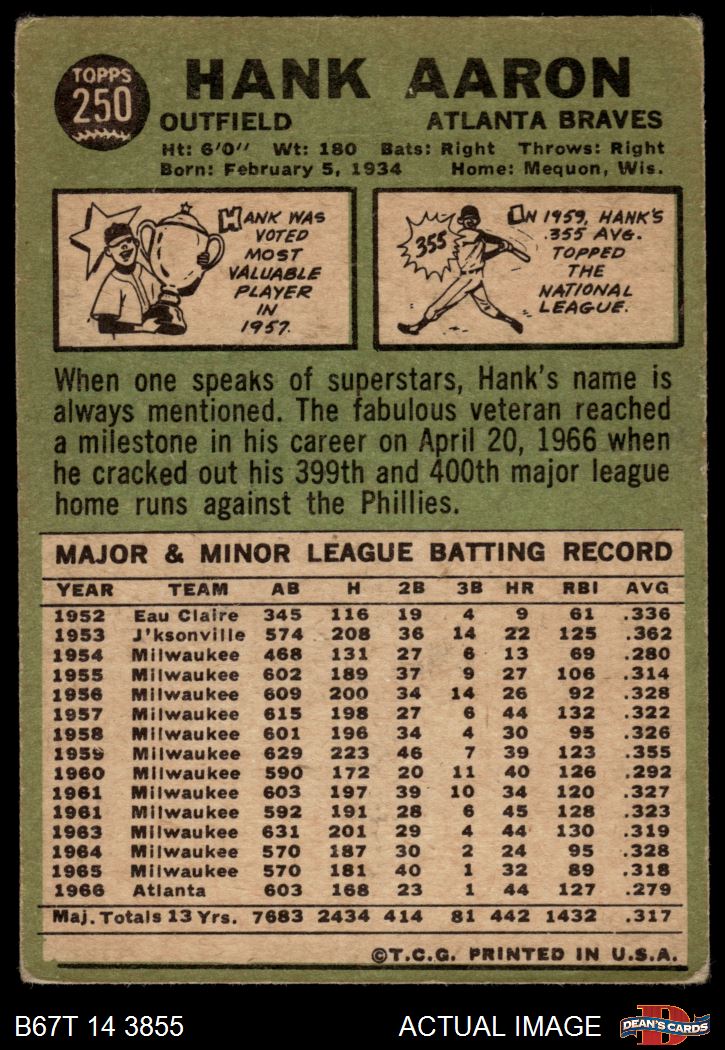 TOPPS
250
HANK AARON
OUTFIELD ATLANTA BRAVES
Ht: 6'0" Wt: 180 Bats: Right Throws: Right
Born: February 5, 1934 Home: Mequon, Wis.
HANK WAS
VOTED
MOST
VALUABLE
PLAYER
IN
1957.
355
IN 1959, HANK'S
.355 AVG.
TOPPED
THE
NATIONAL
LEAGUE.
When one speaks of superstars, Hank's name is
always mentioned. The fabulous veteran reached
a milestone in his career on April 20, 1966 when
he cracked out his 399th and 400th major league
home runs against the Phillies.
MAJOR & MINOR LEAGUE BATTING RECORD
YEAR TEAM AB H 2B 3B HR RBI AVG
1952 Eau Claire 345 116 19 4 9 61 .336
1953 J'ksonville 574 208 36 14 22 125 .362
1954 Milwaukee 468 131 27 6 13 69 .280
1955 Milwaukee 602 189 37 9 27 106 .314
1956 Milwaukee 609 200 34 14 26 92 .328
1957 Milwaukee 615 198 27 6 44 132 .322
1958 Milwaukee 601 196 34 4 30 95 .326
1959 Milwaukee 629 223 46 7 39 123 .355
1960 Milwaukee 590 172 20 11 40 126 .292
1961 Milwaukee 603 197 39 10 34 120 .327
1961 Milwaukee 592 191 28 6 45 128 .323
1963 Milwaukee 631 201 29 4 44 130 .319
1964 Milwaukee 570 187 30 2 24 95 .328
1965 Milwaukee 570 181 40 1 32 89 .318
1966 Atlanta 603 168 23 1 44 127 .279
Maj. Totals 13 Yrs. 7683 2434 414 81 442 1432 .317
©T.C.G. PRINTED IN U.S.A.
B67T 14 3855 ACTUAL IMAGE
D
DEAN'S CARDS